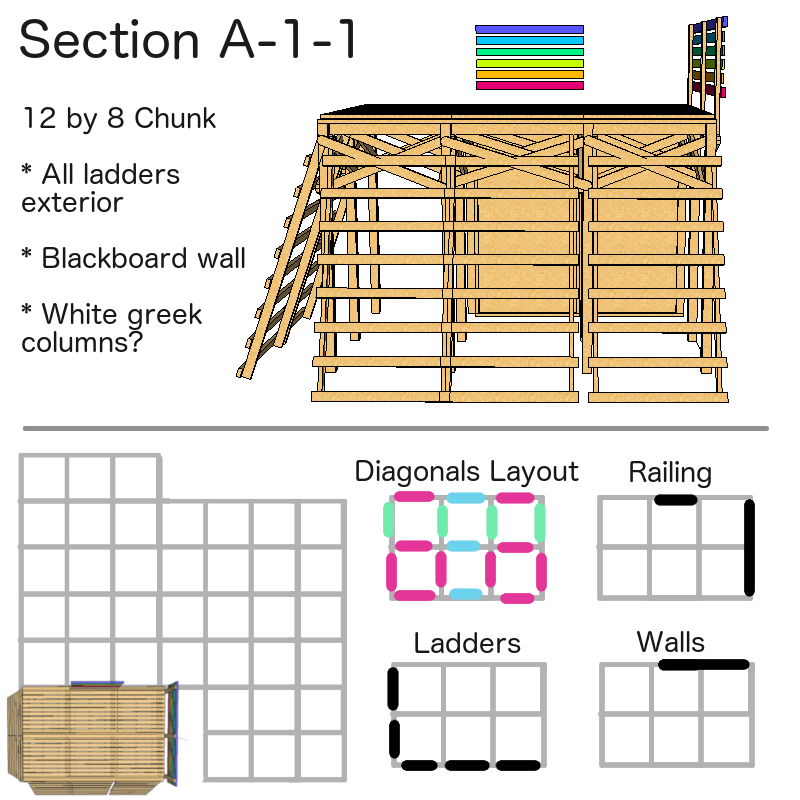 Section A-1-1
12 by 8 Chunk
* All ladders
exterior
* Blackboard wall
* White greek
columns?
Diagonals Layout
Railing
Ladders
Walls